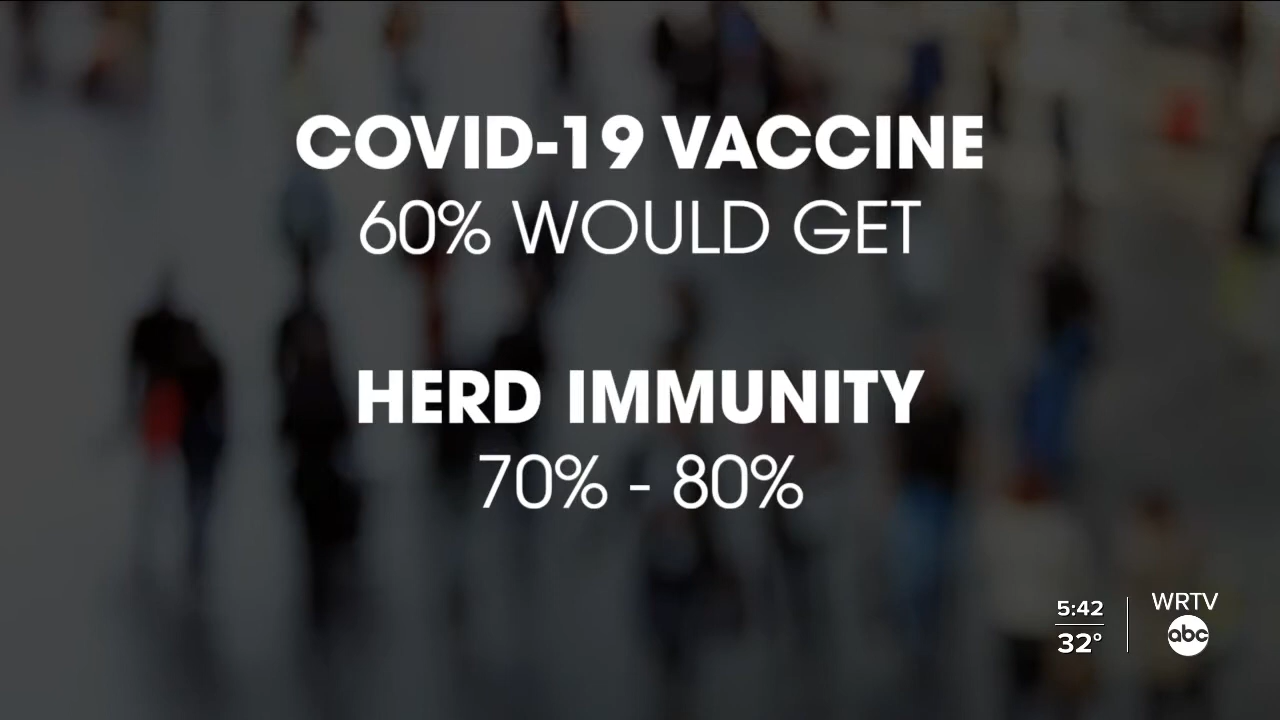 COVID-19 VACCINE
60% WOULD GET
HERD IMMUNITY
70% - 80%
5:42
32°
WRTV
abc